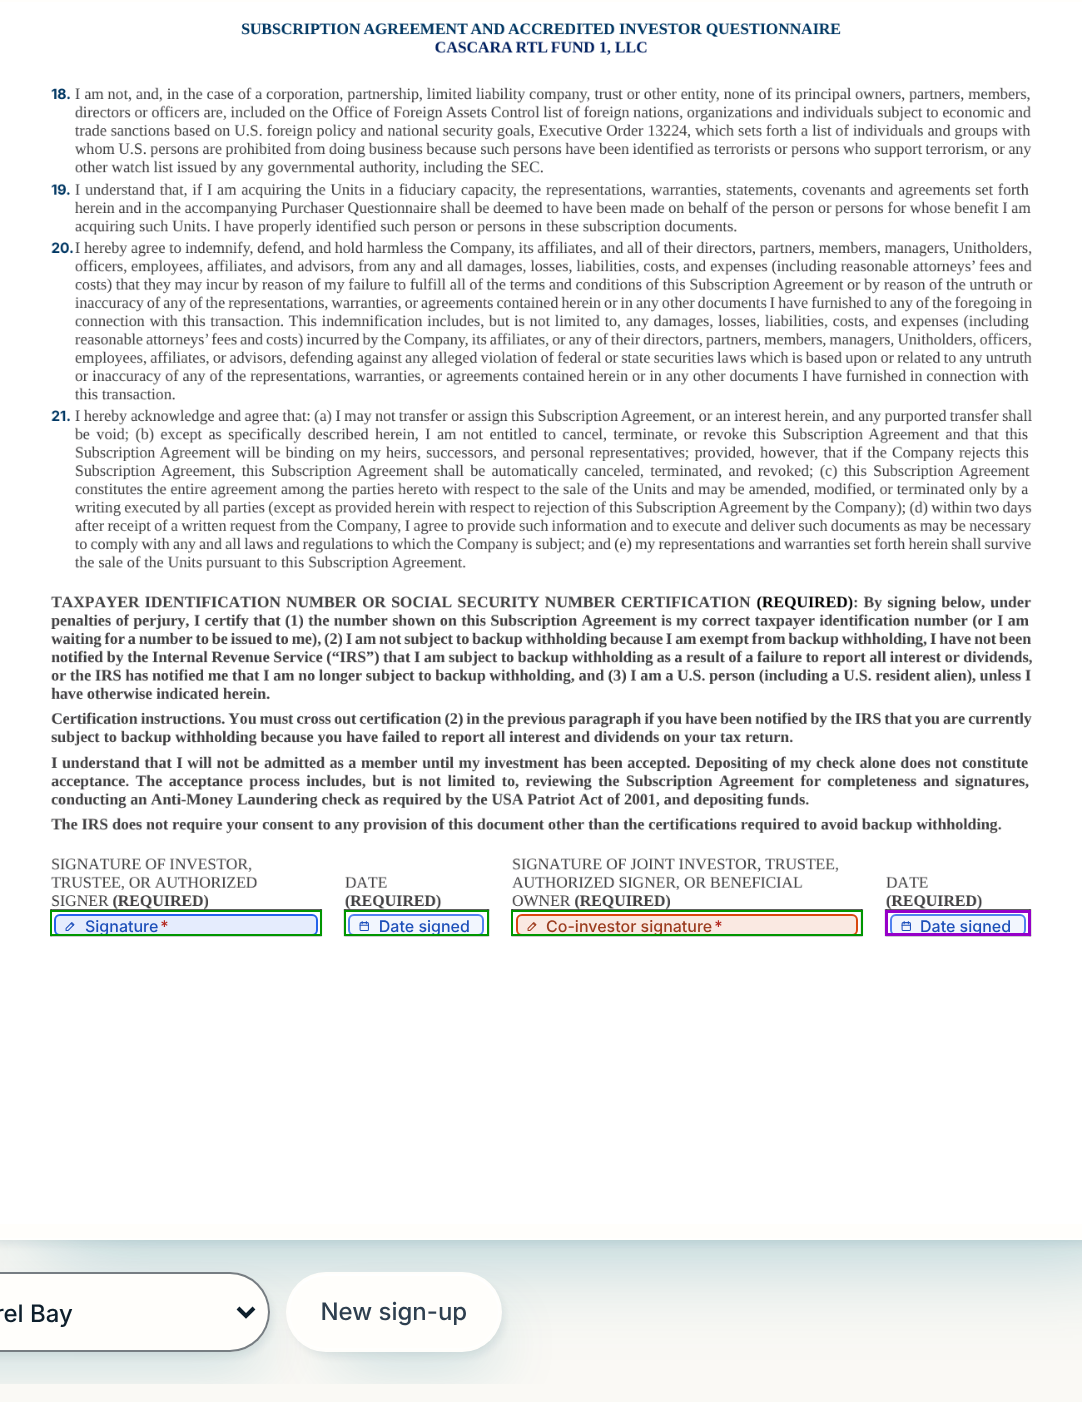 SUBSCRIPTION AGREEMENT AND ACCREDITED INVESTOR QUESTIONNAIRE
CASCARA RTL FUND 1, LLC
18. I am not, and, in the case of a corporation, partnership, limited liability company, trust or other entity, none of its principal owners, partners, members,
directors or officers are, included on the Office of Foreign Assets Control list of foreign nations, organizations and individuals subject to economic and
trade sanctions based on U.S. foreign policy and national security goals, Executive Order 13224, which sets forth a list of individuals and groups with
whom U.S. persons are prohibited from doing business because such persons have been identified as terrorists or persons who support terrorism, or any
other watch list issued by any governmental authority, including the SEC.
19. I understand that, if I am acquiring the Units in a fiduciary capacity, the representations, warranties, statements, covenants and agreements set forth
herein and in the accompanying Purchaser Questionnaire shall be deemed to have been made on behalf of the person or persons for whose benefit I am
acquiring such Units. I have properly identified such person or persons in these subscription documents.
20. I hereby agree to indemnify, defend, and hold harmless the Company, its affiliates, and all of their directors, partners, members, managers, Unitholders,
officers, employees, affiliates, and advisors, from any and all damages, losses, liabilities, costs, and expenses (including reasonable attorneys' fees and
costs) that they may incur by reason of my failure to fulfill all of the terms and conditions of this Subscription Agreement or by reason of the untruth or
inaccuracy of any of the representations, warranties, or agreements contained herein or in any other documents I have furnished to any of the foregoing in
connection with this transaction. This indemnification includes, but is not limited to, any damages, losses, liabilities, costs, and expenses (including
reasonable attorneys' fees and costs) incurred by the Company, its affiliates, or any of their directors, partners, members, managers, Unitholders, officers,
employees, affiliates, or advisors, defending against any alleged violation of federal or state securities laws which is based upon or related to any untruth
or inaccuracy of any of the representations, warranties, or agreements contained herein or in any other documents I have furnished in connection with
this transaction.
21. I hereby acknowledge and agree that: (a) I may not transfer or assign this Subscription Agreement, or an interest herein, and any purported transfer shall
be void; (b) except as specifically described herein, I am not entitled to cancel, terminate, or revoke this Subscription Agreement and that this
Subscription Agreement will be binding on my heirs, successors, and personal representatives; provided, however, that if the Company rejects this
Subscription Agreement, this Subscription Agreement shall be automatically canceled, terminated, and revoked; (c) this Subscription Agreement
constitutes the entire agreement among the parties hereto with respect to the sale of the Units and may be amended, modified, or terminated only by a
writing executed by all parties (except as provided herein with respect to rejection of this Subscription Agreement by the Company); (d) within two days
after receipt of a written request from the Company, I agree to provide such information and to execute and deliver such documents as may be necessary
to comply with any and all laws and regulations to which the Company is subject; and (e) my representations and warranties set forth herein shall survive
the sale of the Units pursuant to this Subscription Agreement.
TAXPAYER IDENTIFICATION NUMBER OR SOCIAL SECURITY NUMBER CERTIFICATION (REQUIRED): By signing below, under
penalties of perjury, I certify that (1) the number shown on this Subscription Agreement is my correct taxpayer identification number (or I am
waiting for a number to be issued to me), (2) I am not subject to backup withholding because I am exempt from backup withholding, I have not been
notified by the Internal Revenue Service (“IRS”) that I am subject to backup withholding as a result of a failure to report all interest or dividends,
or the IRS has notified me that I am no longer subject to backup withholding, and (3) I am a U.S. person (including a U.S. resident alien), unless I
have otherwise indicated herein.
Certification instructions. You must cross out certification (2) in the previous paragraph if you have been notified by the IRS that you are currently
subject to backup withholding because you have failed to report all interest and dividends on your tax return.
I understand that I will not be admitted as a member until my investment has been accepted. Depositing of my check alone does not constitute
acceptance. The acceptance process includes, but is not limited to, reviewing the Subscription Agreement for completeness and signatures,
conducting an Anti-Money Laundering check as required by the USA Patriot Act of 2001, and depositing funds.
The IRS does not require your consent to any provision of this document other than the certifications required to avoid backup withholding.
SIGNATURE OF INVESTOR,
TRUSTEE, OR AUTHORIZED
SIGNER (REQUIRED)
Signature*
DATE
(REQUIRED)
Date signed
SIGNATURE OF JOINT INVESTOR, TRUSTEE,
AUTHORIZED SIGNER, OR BENEFICIAL
OWNER (REQUIRED)
Co-investor signature*
DATE
(REQUIRED)
Date signed
rel Bay
New sign-up